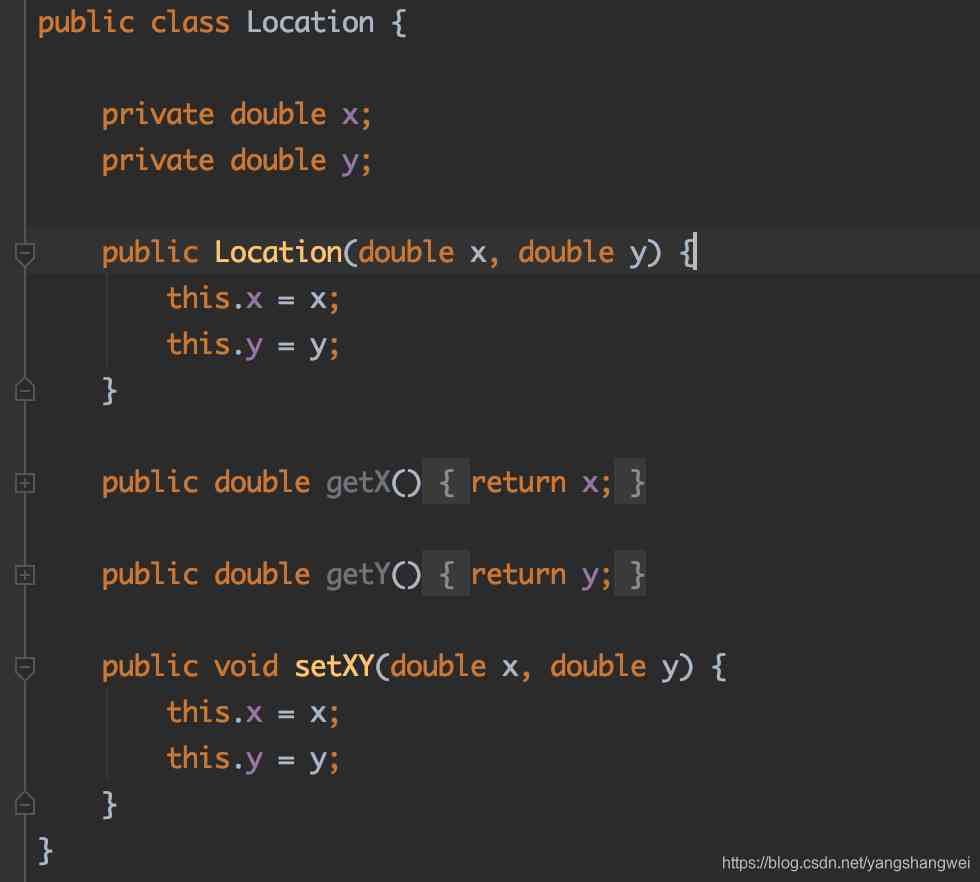 public class Location {
private double x;
private double y;
public Location(double x, double y) {
this.x = x;
this.y = y;
}
public double getX() { return x; }
public double getY() { return y; }
public void setXY(double x, double y) {
this.x = x;
this.y = y;
}
}
https://blog.csdn.net/yangshangwei